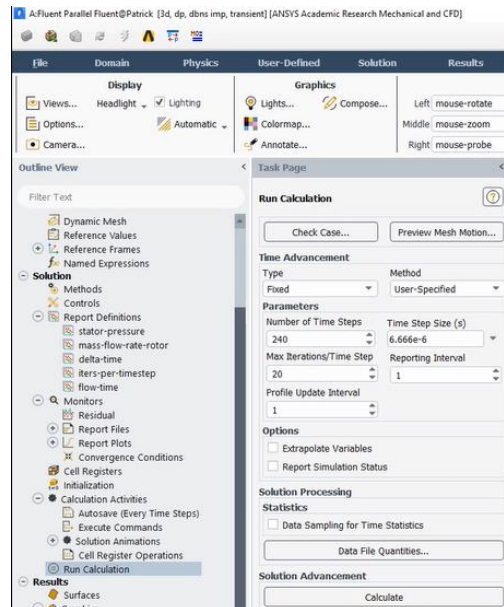 A:Fluent Parallel Fluent@Patrick [3d, dp, dbns imp, transient] [ANSYS Academic Research Mechanical and CFD]
File Domain Physics User-Defined Solution Results
Display Graphics
Views... Headlight Lighting Lights... Compose... Left mouse-rotate
Options... Automatic Colormap... Middle mouse-zoom
Camera... Annotate... Right mouse-probe
Outline View
Filter Text
Dynamic Mesh
Reference Values
Reference Frames
Named Expressions
Solution
Methods
Controls
Report Definitions
stator-pressure
mass-flow-rate-rotor
delta-time
iters-per-timestep
flow-time
Monitors
Residual
Report Files
Report Plots
Convergence Conditions
Cell Registers
Initialization
Calculation Activities
Autosave (Every Time Steps)
Execute Commands
Solution Animations
Cell Register Operations
Run Calculation
Results
Surfaces
Task Page
Run Calculation
Check Case... Preview Mesh Motion...
Time Advancement
Type Method
Fixed User-Specified
Parameters
Number of Time Steps Time Step Size (s)
240 6.666e-6
Max Iterations/Time Step Reporting Interval
20 1
Profile Update Interval
1
Options
Extrapolate Variables
Report Simulation Status
Solution Processing
Statistics
Data Sampling for Time Statistics
Data File Quantities...
Solution Advancement
Calculate